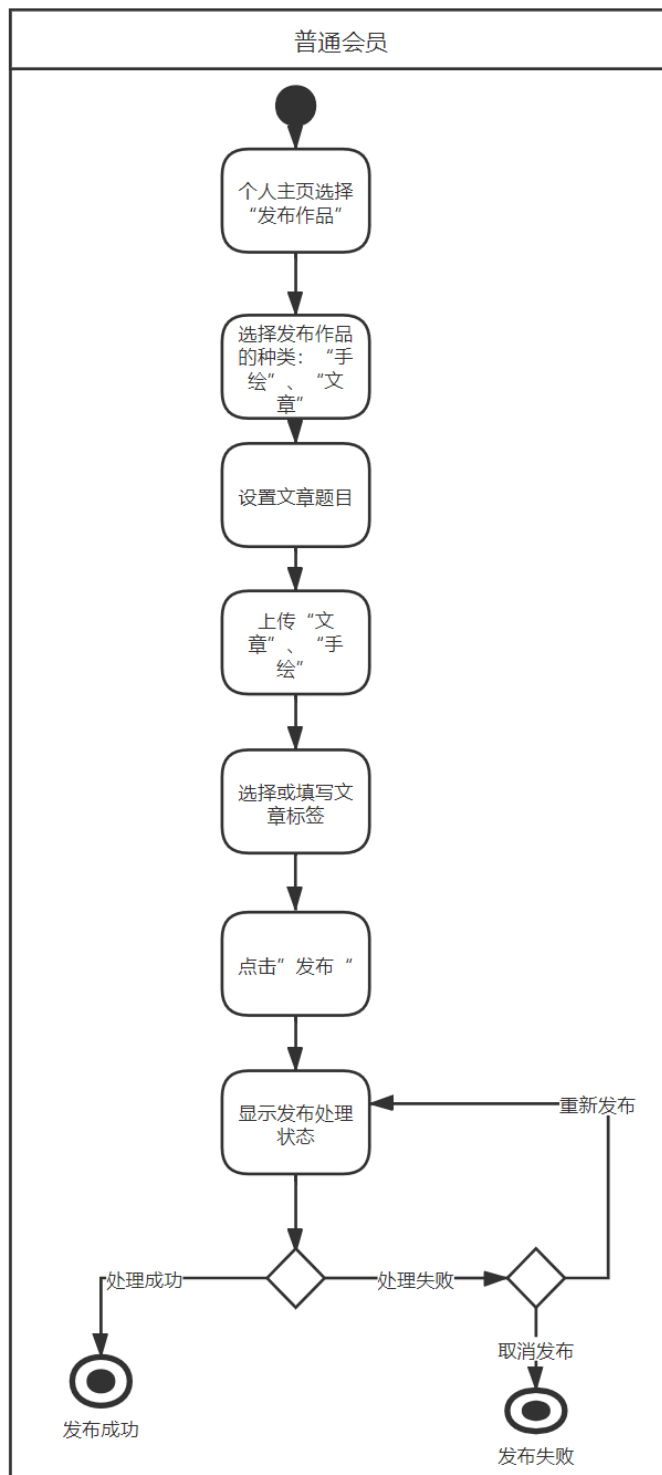 普通会员
个人主页选择
“发布作品”
选择发布作品
的种类：“手
绘”、“文
章”
设置文章题目
上传“文
章”、“手
绘”
选择或填写文
章标签
点击”发布“
显示发布处理
状态
重新发布
处理成功
处理失败
取消发布
发布成功
发布失败